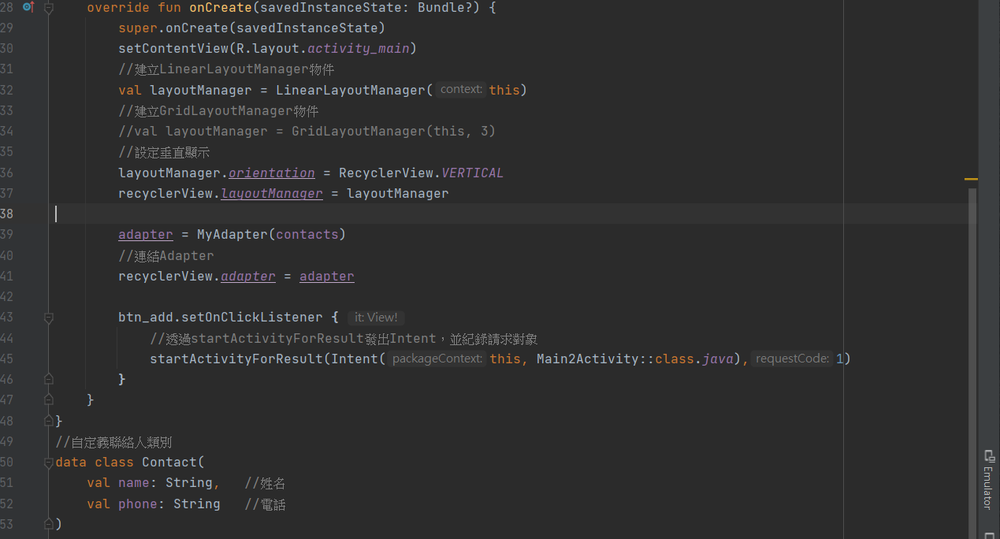 28 override fun onCreate(savedInstanceState: Bundle?) {
29 super.onCreate(savedInstanceState)
30 setContentView(R.layout.activity_main)
31 //建立LinearLayoutManager物件
32 val layoutManager = LinearLayoutManager( context: this)
33 //建立GridLayoutManager物件
34 //val layoutManager = GridLayoutManager(this, 3)
35 //設定垂直顯示
36 layoutManager.orientation = RecyclerView.VERTICAL
37 recyclerView.layoutManager = layoutManager
38
39 adapter = MyAdapter(contacts)
40 //連結Adapter
41 recyclerView.adapter = adapter
42
43 btn_add.setOnClickListener { it: View!
44 //透過startActivityForResult發出Intent，並紀錄請求對象
45 startActivityForResult(Intent( packageContext: this, Main2Activity::class.java), requestCode: 1)
46 }
47 }
48 }
49 //自定義聯絡人類別
50 data class Contact(
51 val name: String, //姓名
52 val phone: String //電話
53 )
Emulator